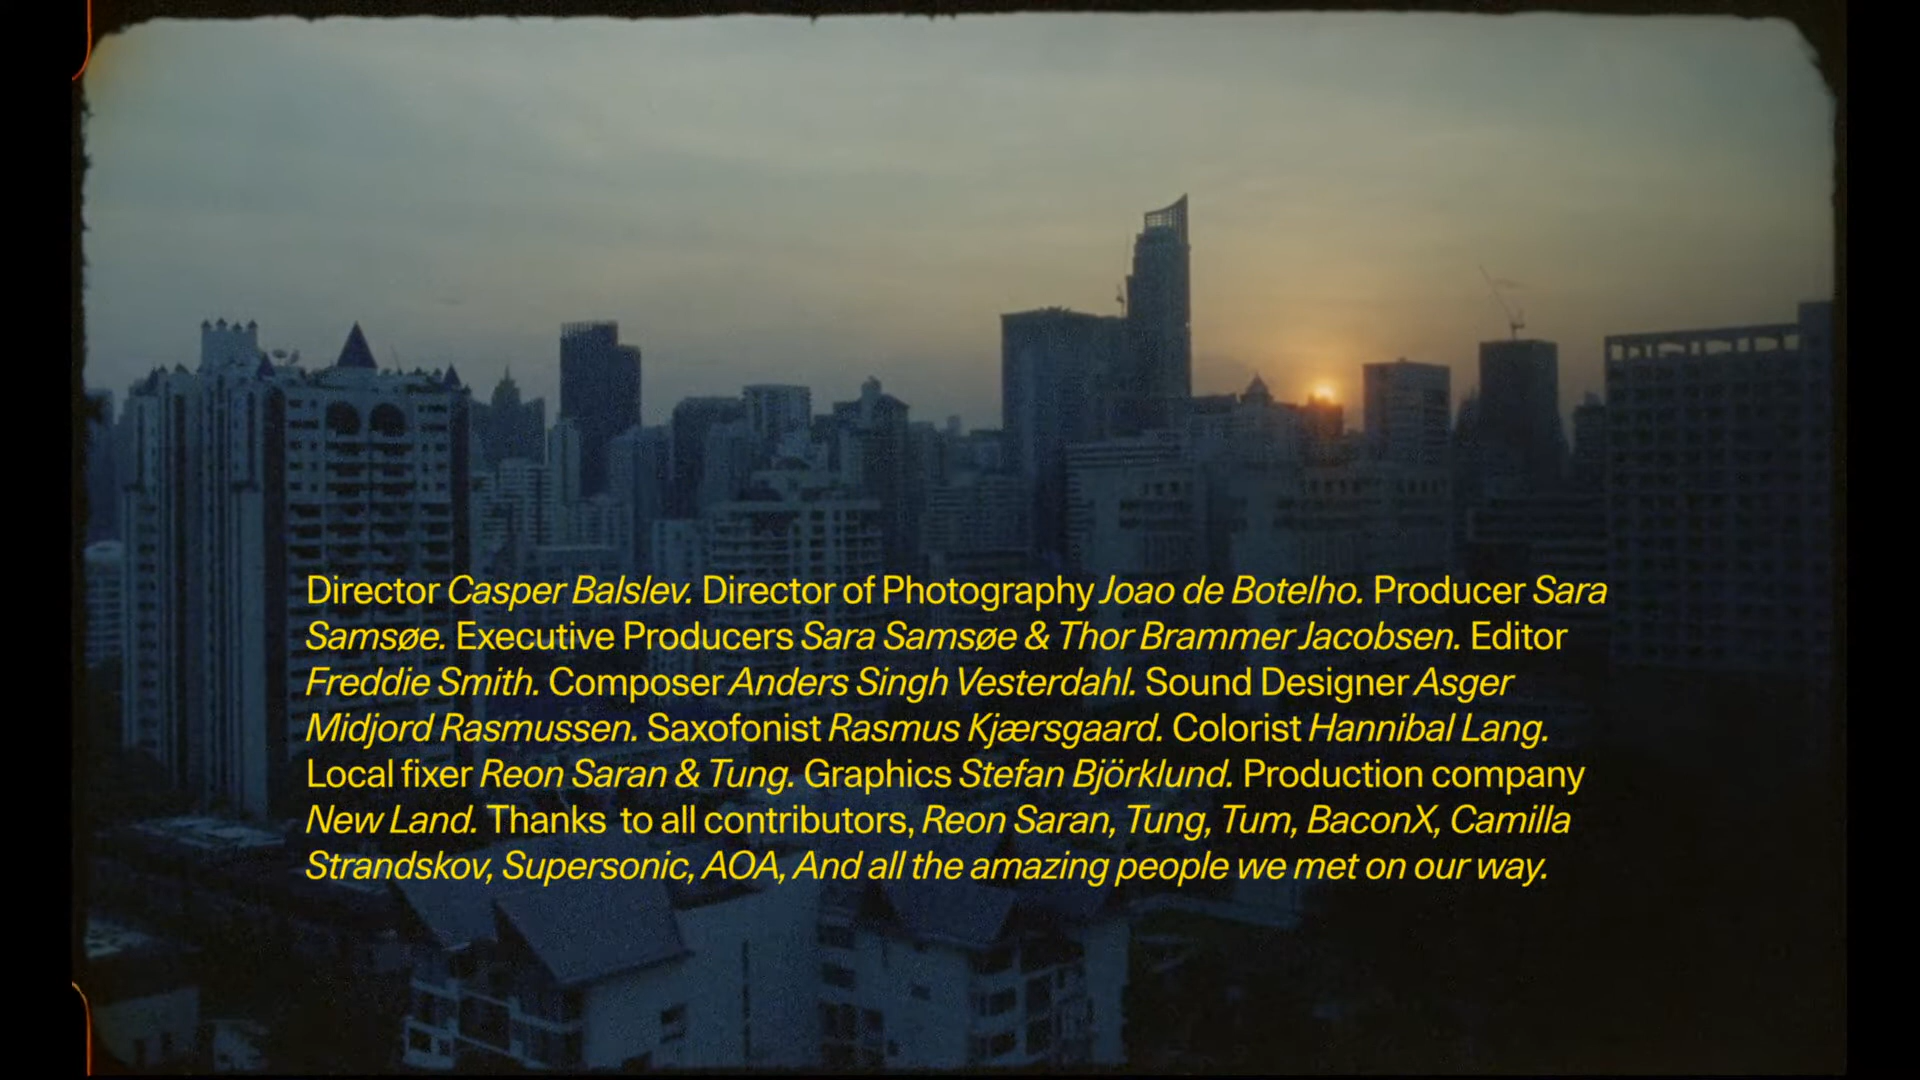 Director Casper Balslev. Director of Photography Joao de Botelho. Producer Sara
Samsøe. Executive Producers Sara Samsøe & Thor Brammer Jacobsen. Editor
Freddie Smith. Composer Anders Singh Vesterdahl. Sound Designer Asger
Midjord Rasmussen. Saxofonist Rasmus Kjærsgaard. Colorist Hannibal Lang.
Local fixer Reon Saran & Tung. Graphics Stefan Björklund. Production company
New Land. Thanks  to all contributors, Reon Saran, Tung, Tum, BaconX, Camilla
Strandskov, Supersonic, AOA, And all the amazing people we met on our way.